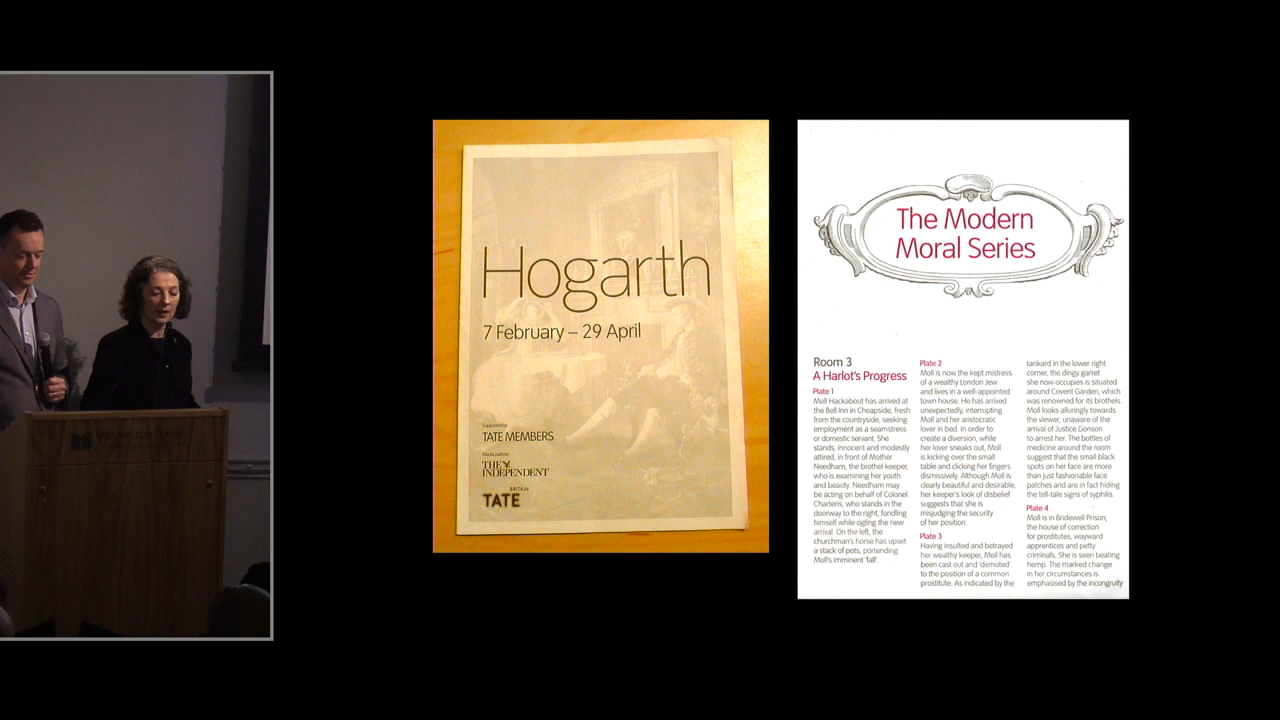 Hogarth
7 February – 29 April
Supported by
TATE MEMBERS
Media partner
THE
INDEPENDENT
BRITAIN
TATE
The Modern
Moral Series
Room 3
A Harlot's Progress
Plate 1
Moll Hackabout has arrived at
the Bell Inn in Cheapside, fresh
from the countryside, seeking
employment as a seamstress
or domestic servant. She
stands, innocent and modestly
attired, in front of Mother
Needham, the brothel keeper,
who is examining her youth
and beauty. Needham may
be acting on behalf of Colonel
Charteris, who stands in the
doorway to the right, fondling
himself while ogling the new
arrival. On the left, the
churchman's horse has upset
a stack of pots, portending
Moll's imminent 'fall'.
Plate 2
Moll is now the kept mistress
of a wealthy London Jew
and lives in a well-appointed
town house. He has arrived
unexpectedly, interrupting
Moll and her aristocratic
lover in bed. In order to
create a diversion, while
her lover sneaks out, Moll
is kicking over the small
table and clicking her fingers
dismissively. Although Moll is
clearly beautiful and desirable,
her keeper's look of disbelief
suggests that she is
misjudging the security
of her position.
Plate 3
Having insulted and betrayed
her wealthy keeper, Moll has
been cast out and 'demoted'
to the position of a common
prostitute. As indicated by the
tankard in the lower right
corner, the dingy garret
she now occupies is situated
around Covent Garden, which
was renowned for its brothels.
Moll looks alluringly towards
the viewer, unaware of the
arrival of Justice Gonson
to arrest her. The bottles of
medicine around the room
suggest that the small black
spots on her face are more
than just fashionable face
patches and are in fact hiding
the tell-tale signs of syphilis.
Plate 4
Moll is in Bridewell Prison,
the house of correction
for prostitutes, wayward
apprentices and petty
criminals. She is seen beating
hemp. The marked change
in her circumstances is
emphasised by the incongruity